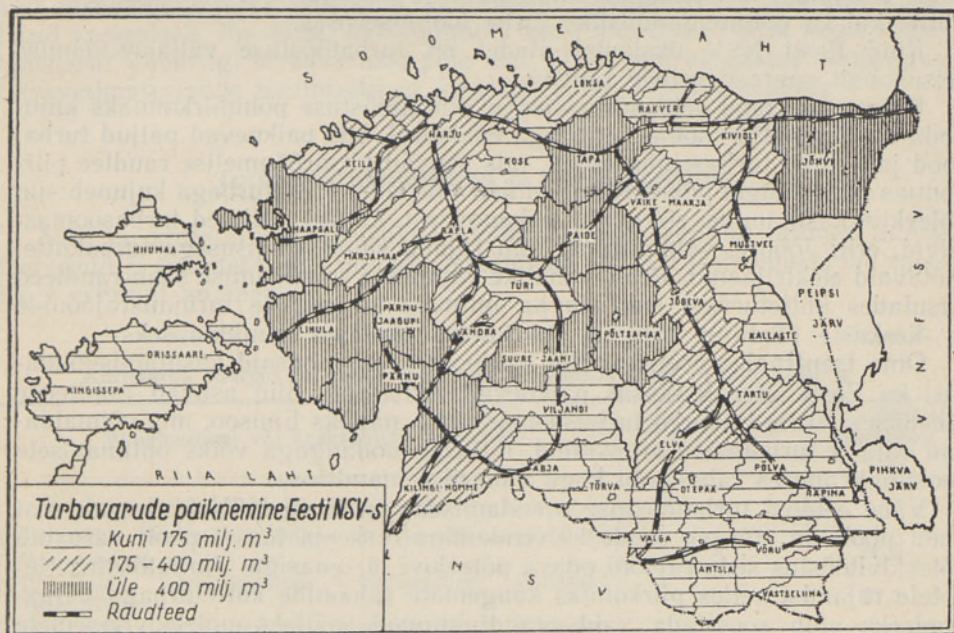 SOOME LAHT
LOKSA
RAKVERE
HARJU
KIVIÕLI
KEILA
KOSE
TAPA
JÕHVI
VÄIKE-MAARJA
HAAPSAL
RAPLA
PAIDE
HIIUMAA
MÄRJAMAA
MUSTVEE
TÜRI
PEIPSI
JÄRV
PÄRNU
JAAGUPI
JÕGEVA
LIHULA
VÄNDRA
PÕLTSAMAA
KALLASTE
ORISSAARE
SUURE-JAANI
PÄRNU
KINGISSEPA
TARTU
VILJANDI
ELVA
ABJA
PÕLVA
PIHKVA
JÄRV
KILINGI-NÕMME
TÕRVA
OTEPÄÄ
RÄPINA
VALGA
VÕRU
ANTSLA
VASTSELIINA
Turbavarude paiknemine Eesti NSV-s
Kuni 175 milj. m³
175 - 400 milj. m³
Üle 400 milj. m³
Raudteed